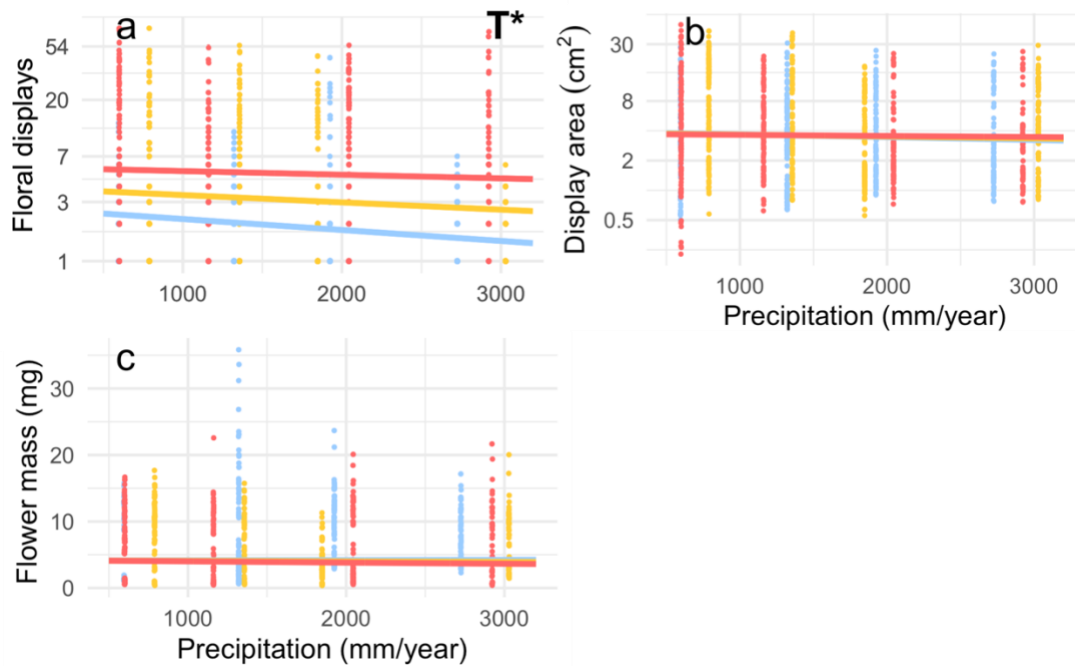 a
T*
Floral displays
54
20
7
3
1
1000 2000 3000
b
Display area (cm²)
30
8
2
0.5
1000 2000 3000
Precipitation (mm/year)
c
Flower mass (mg)
30
20
10
0
1000 2000 3000
Precipitation (mm/year)